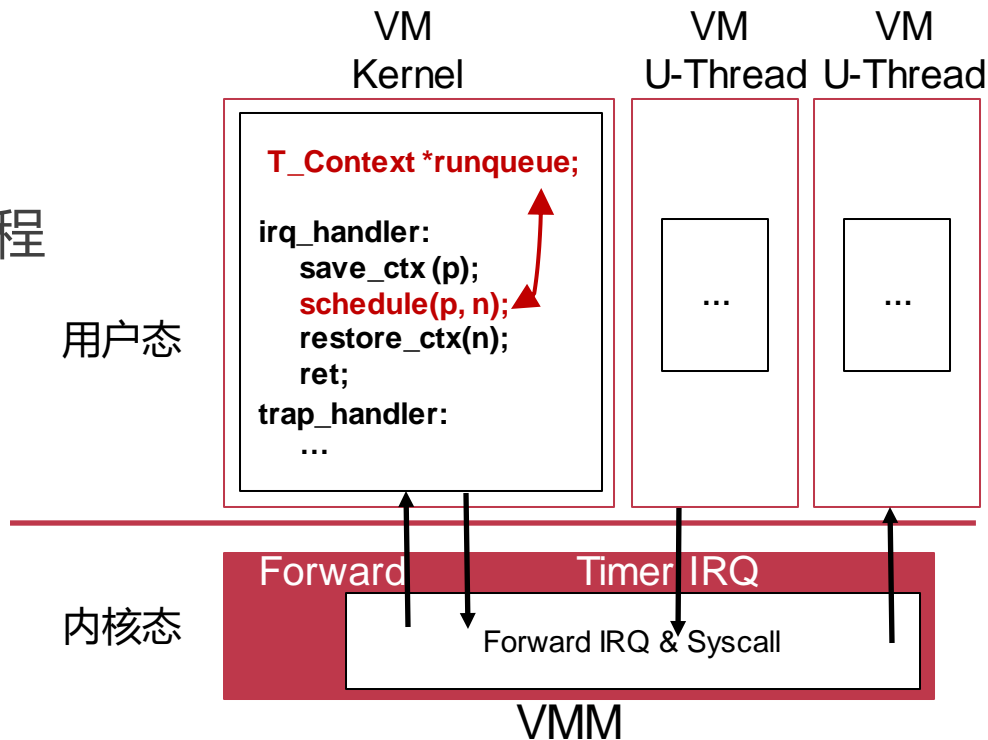 VM
Kernel
VM
U-Thread
VM
U-Thread
程
用户态
T_Context *runqueue;
irq_handler:
save_ctx (p);
schedule(p, n);
restore_ctx(n);
ret;
trap_handler:
…
…
…
内核态
Forward
Timer IRQ
Forward IRQ & Syscall
VMM